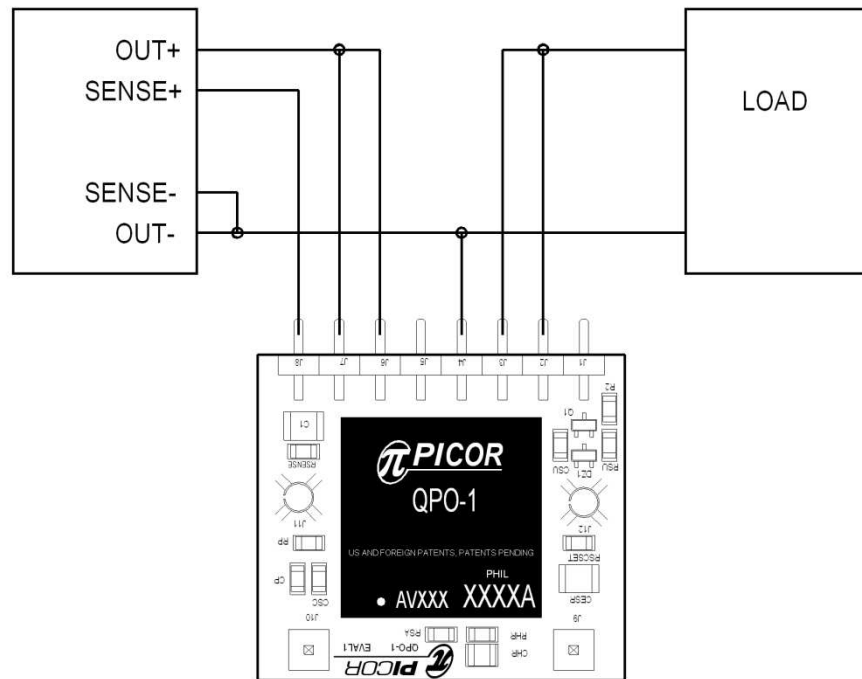 OUT+
SENSE+
SENSE-
OUT-
LOAD
J8 J7 J6 J5 J4 J3 J2 J1
C1
RSENSE
J11
RP
CP
CSC
J10
R2
Q1
CSU
DZ1
RSU
J12
RSCSET
CESR
J9
π PICOR
QPO-1
US AND FOREIGN PATENTS, PATENTS PENDING
PHIL
AVXXX XXXXA
RSA
RHR
CHR
QPO-1 EVAL1
π PICOR